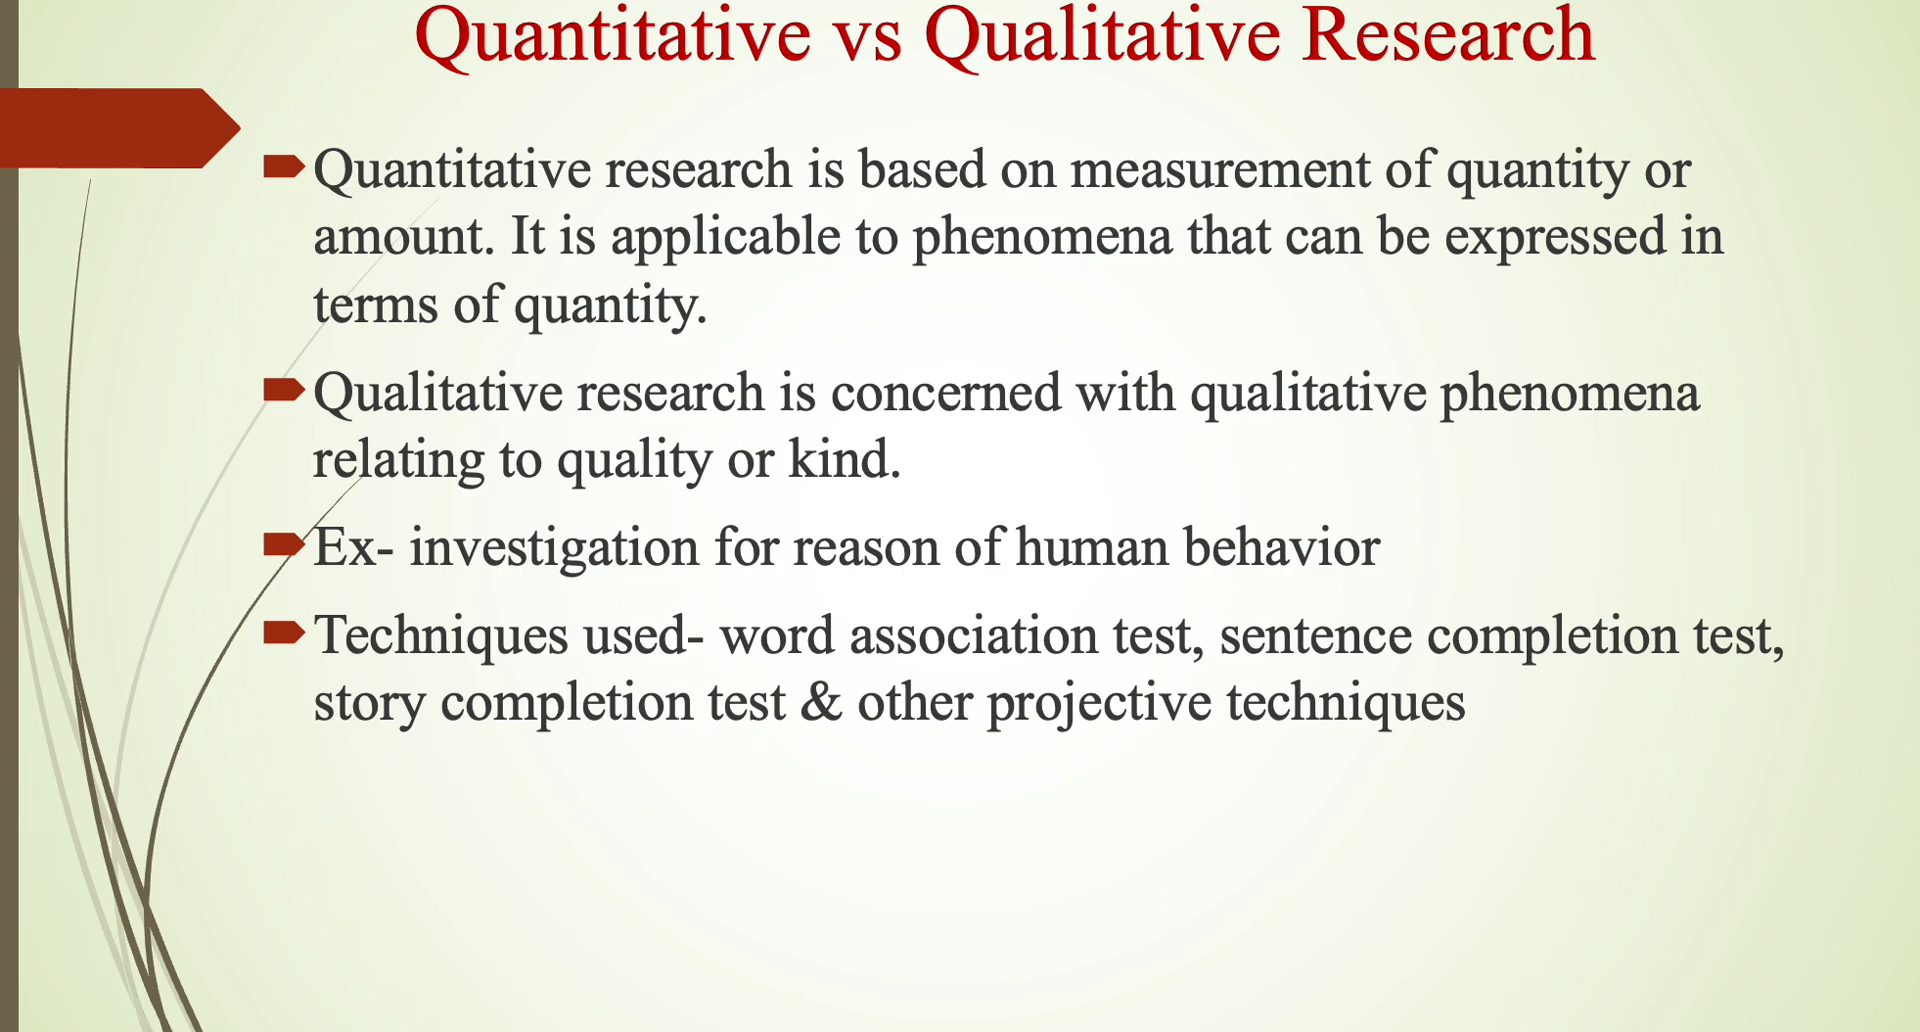 Quantitative vs Qualitative Research
Quantitative research is based on measurement of quantity or
amount. It is applicable to phenomena that can be expressed in
terms of quantity.
Qualitative research is concerned with qualitative phenomena
relating to quality or kind.
Ex- investigation for reason of human behavior
Techniques used- word association test, sentence completion test,
story completion test & other projective techniques